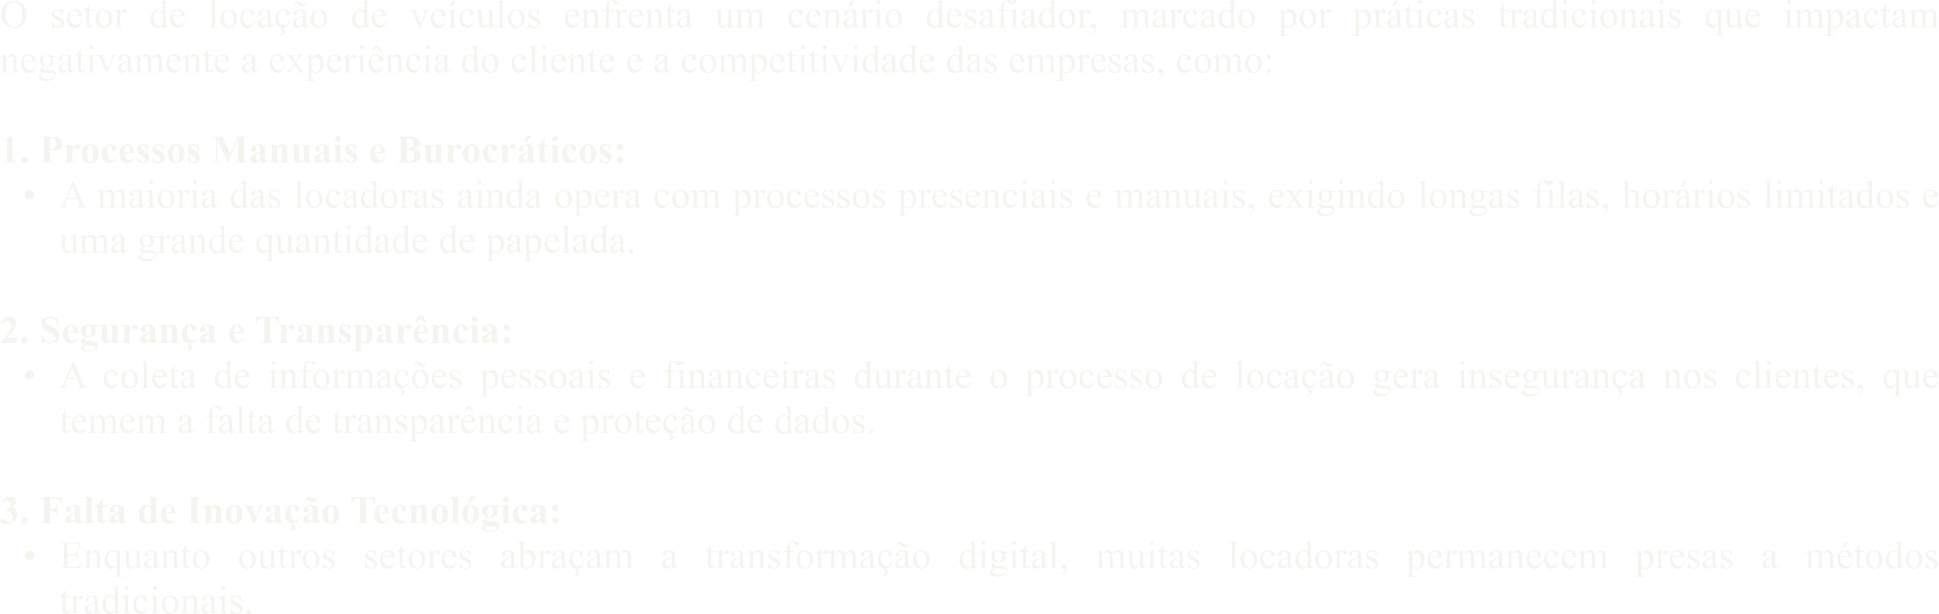 O setor de locação de veículos enfrenta um cenário desafiador, marcado por práticas tradicionais que impactam
negativamente a experiência do cliente e a competitividade das empresas, como:
1. Processos Manuais e Burocráticos:
• A maioria das locadoras ainda opera com processos presenciais e manuais, exigindo longas filas, horários limitados e
uma grande quantidade de papelada.
2. Segurança e Transparência:
• A coleta de informações pessoais e financeiras durante o processo de locação gera insegurança nos clientes, que
temem a falta de transparência e proteção de dados.
3. Falta de Inovação Tecnológica:
• Enquanto outros setores abraçam a transformação digital, muitas locadoras permanecem presas a métodos
tradicionais.